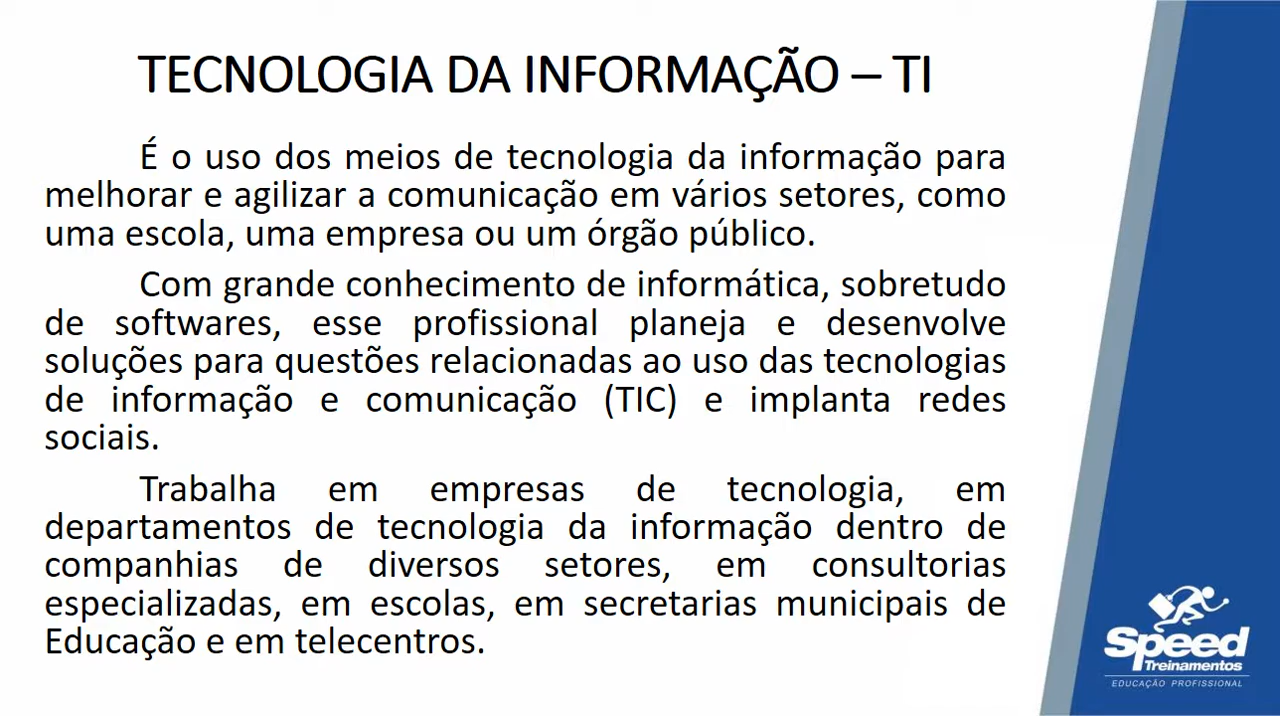 TECNOLOGIA DA INFORMAÇÃO – TI
É o uso dos meios de tecnologia da informação para
melhorar e agilizar a comunicação em vários setores, como
uma escola, uma empresa ou um órgão público.
Com grande conhecimento de informática, sobretudo
de softwares, esse profissional planeja e desenvolve
soluções para questões relacionadas ao uso das tecnologias
de informação e comunicação (TIC) e implanta redes
sociais.
Trabalha em empresas de tecnologia, em
departamentos de tecnologia da informação dentro de
companhias de diversos setores, em consultorias
especializadas, em escolas, em secretarias municipais de
Educação e em telecentros.
Speed
Treinamentos
EDUCAÇÃO PROFISSIONAL